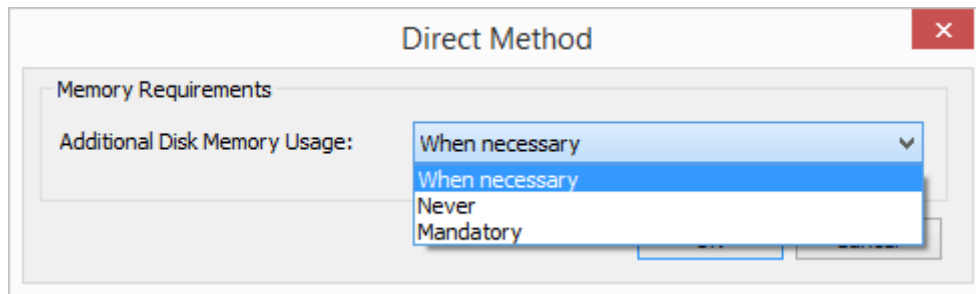 Direct Method
Memory Requirements
Additional Disk Memory Usage: When necessary
When necessary
Never
Mandatory